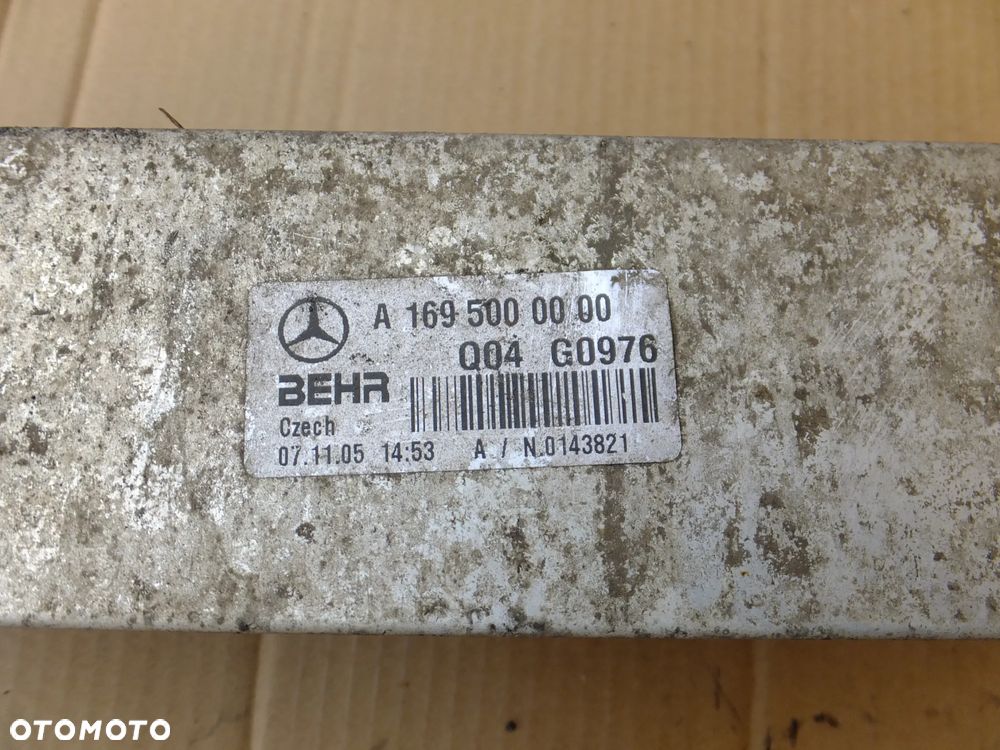 A 169 500 00 00
Q04 G0976
BEHR
Czech
07.11.05 14:53 A / N.0143821
OTOMOTO